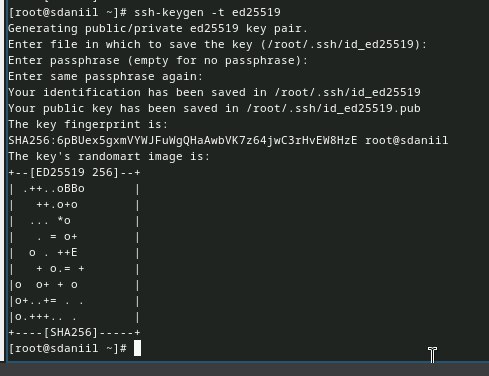 [root@sdaniil ~]# ssh-keygen -t ed25519
Generating public/private ed25519 key pair.
Enter file in which to save the key (/root/.ssh/id_ed25519):
Enter passphrase (empty for no passphrase):
Enter same passphrase again:
Your identification has been saved in /root/.ssh/id_ed25519
Your public key has been saved in /root/.ssh/id_ed25519.pub
The key fingerprint is:
SHA256:6pBUex5gxmVYWJFuWgQHaAwbVK7z64jwC3rHvEW8HzE root@sdaniil
The key's randomart image is:
+--[ED25519 256]--+
| .++..oBBo       |
|   ++.o+o        |
|  ... *o         |
|   . = o+        |
|  o . ++E        |
|   + o.= +       |
|o  o+ + o        |
|o+..+= . .       |
|o.+++.. .        |
+----[SHA256]-----+
[root@sdaniil ~]#